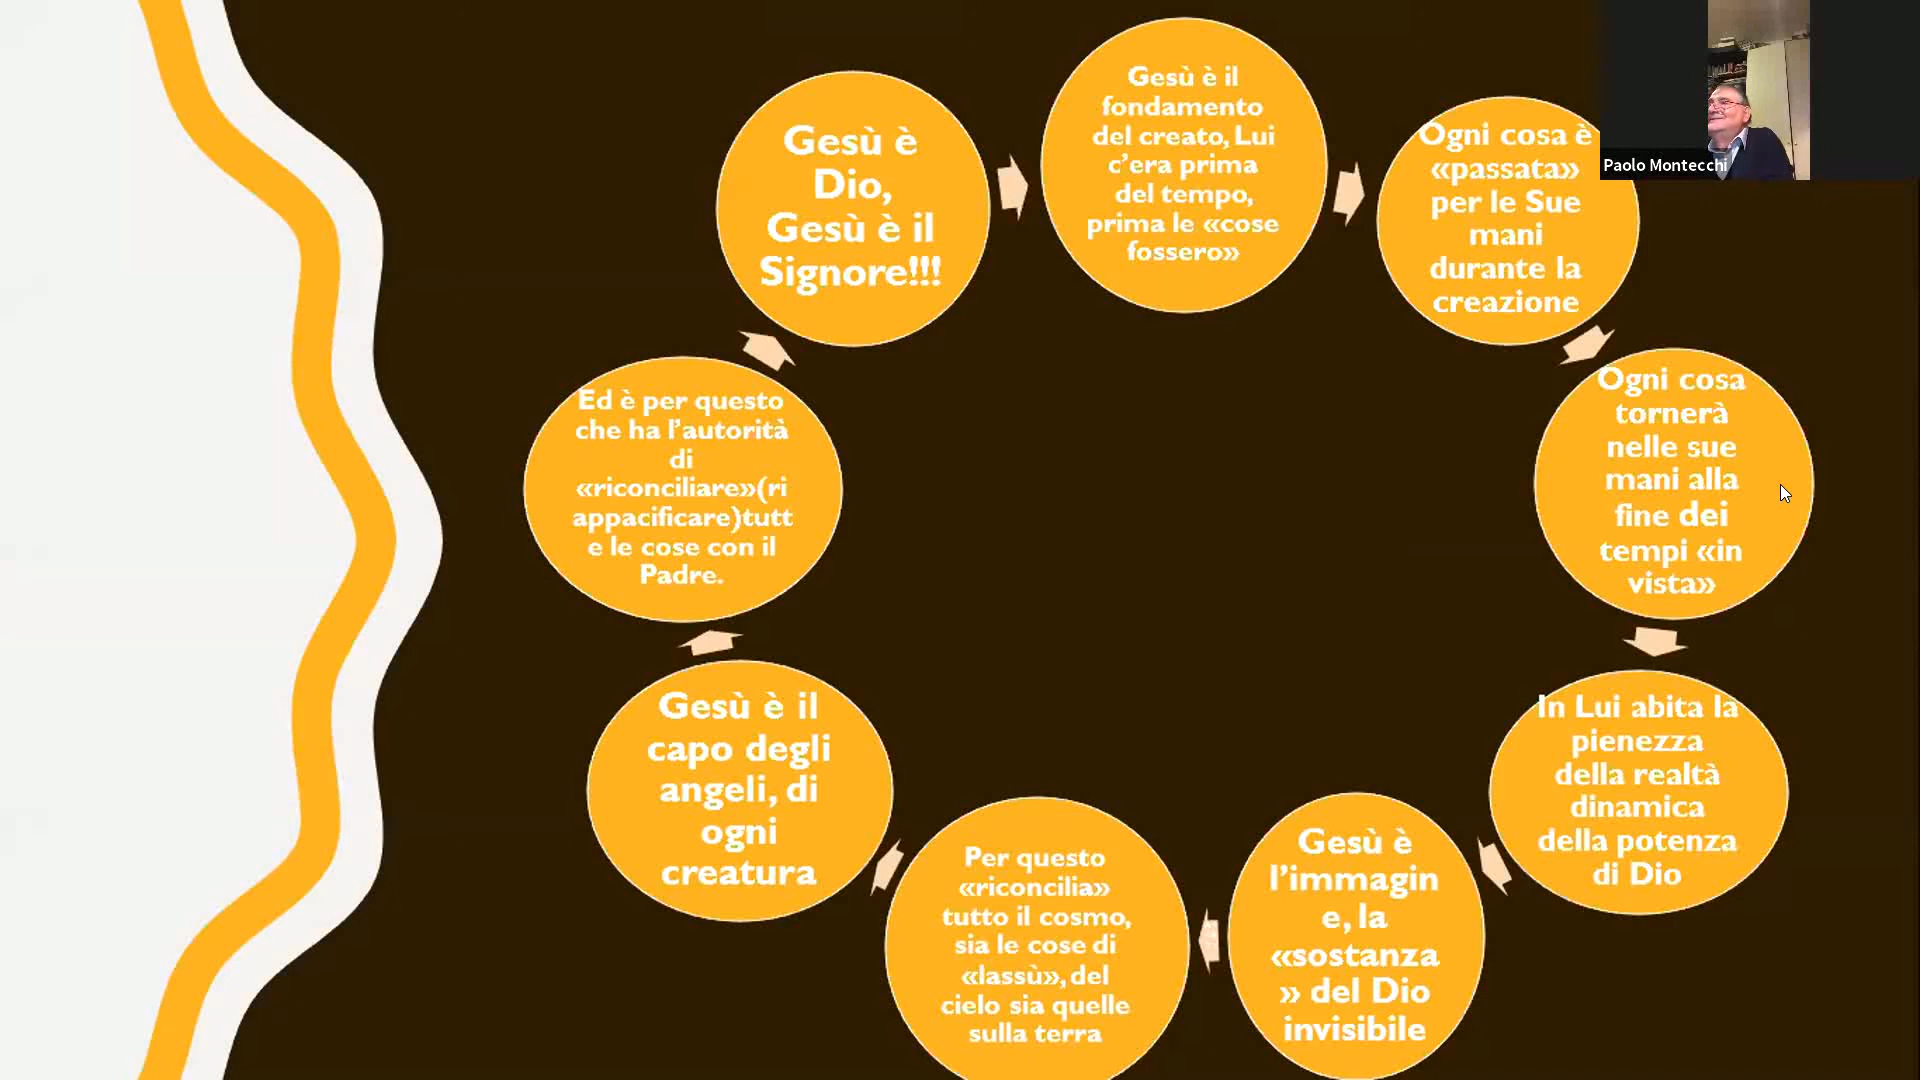 Gesù è
Dio,
Gesù è il
Signore!!!
Gesù è il
fondamento
del creato, Lui
c’era prima
del tempo,
prima le «cose
fossero»
Ogni cosa è
«passata»
per le Sue
mani
durante la
creazione
Paolo Montecchi
Ogni cosa
tornerà
nelle sue
mani alla
fine dei
tempi «in
vista»
In Lui abita la
pienezza
della realtà
dinamica
della potenza
di Dio
Gesù è
l’immagin
e, la
«sostanza
» del Dio
invisibile
Per questo
«riconcilia»
tutto il cosmo,
sia le cose di
«lassù», del
cielo sia quelle
sulla terra
Gesù è il
capo degli
angeli, di
ogni
creatura
Ed è per questo
che ha l’autorità
di
«riconciliare»(ri
appacificare)tutt
e le cose con il
Padre.